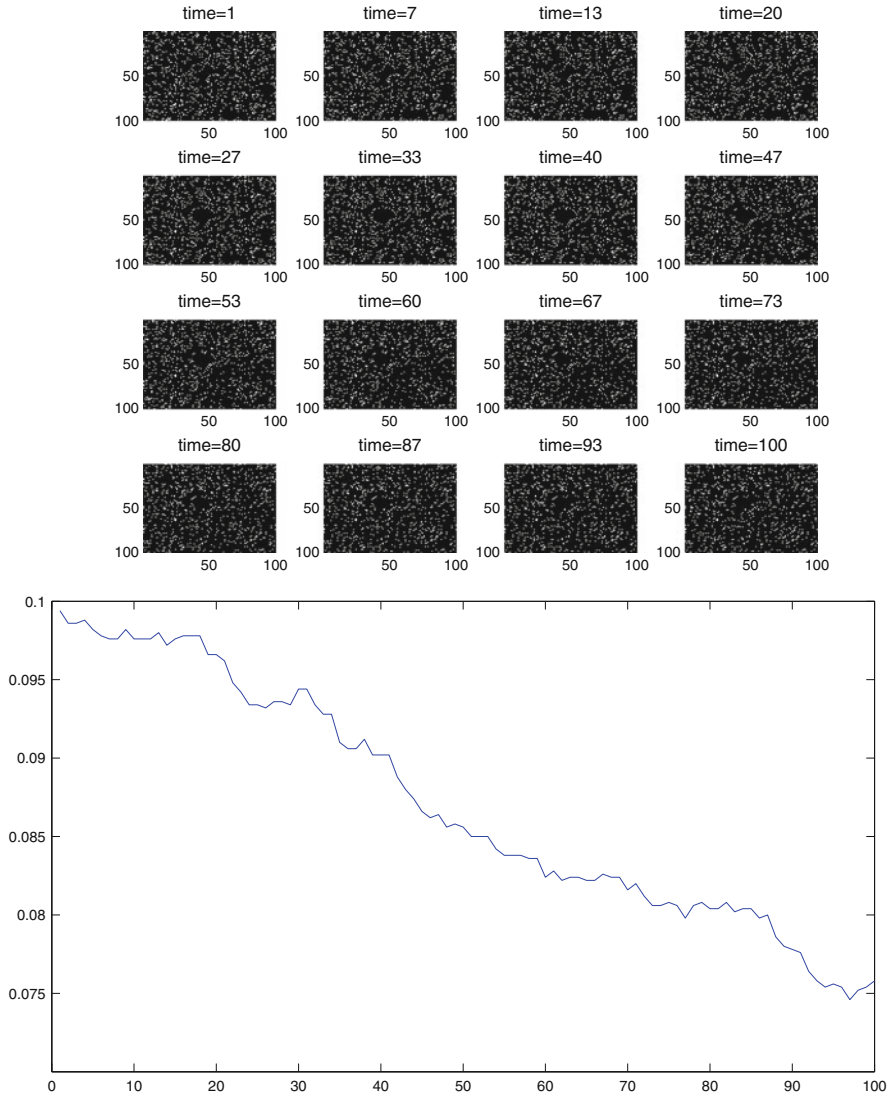 time=1 time=7 time=13 time=20
50 50 50 50
100 100 100 100
50 100 50 100 50 100 50 100
time=27 time=33 time=40 time=47
50 50 50 50
100 100 100 100
50 100 50 100 50 100 50 100
time=53 time=60 time=67 time=73
50 50 50 50
100 100 100 100
50 100 50 100 50 100 50 100
time=80 time=87 time=93 time=100
50 50 50 50
100 100 100 100
50 100 50 100 50 100 50 100
0.1
0.095
0.09
0.085
0.08
0.075
0 10 20 30 40 50 60 70 80 90 100